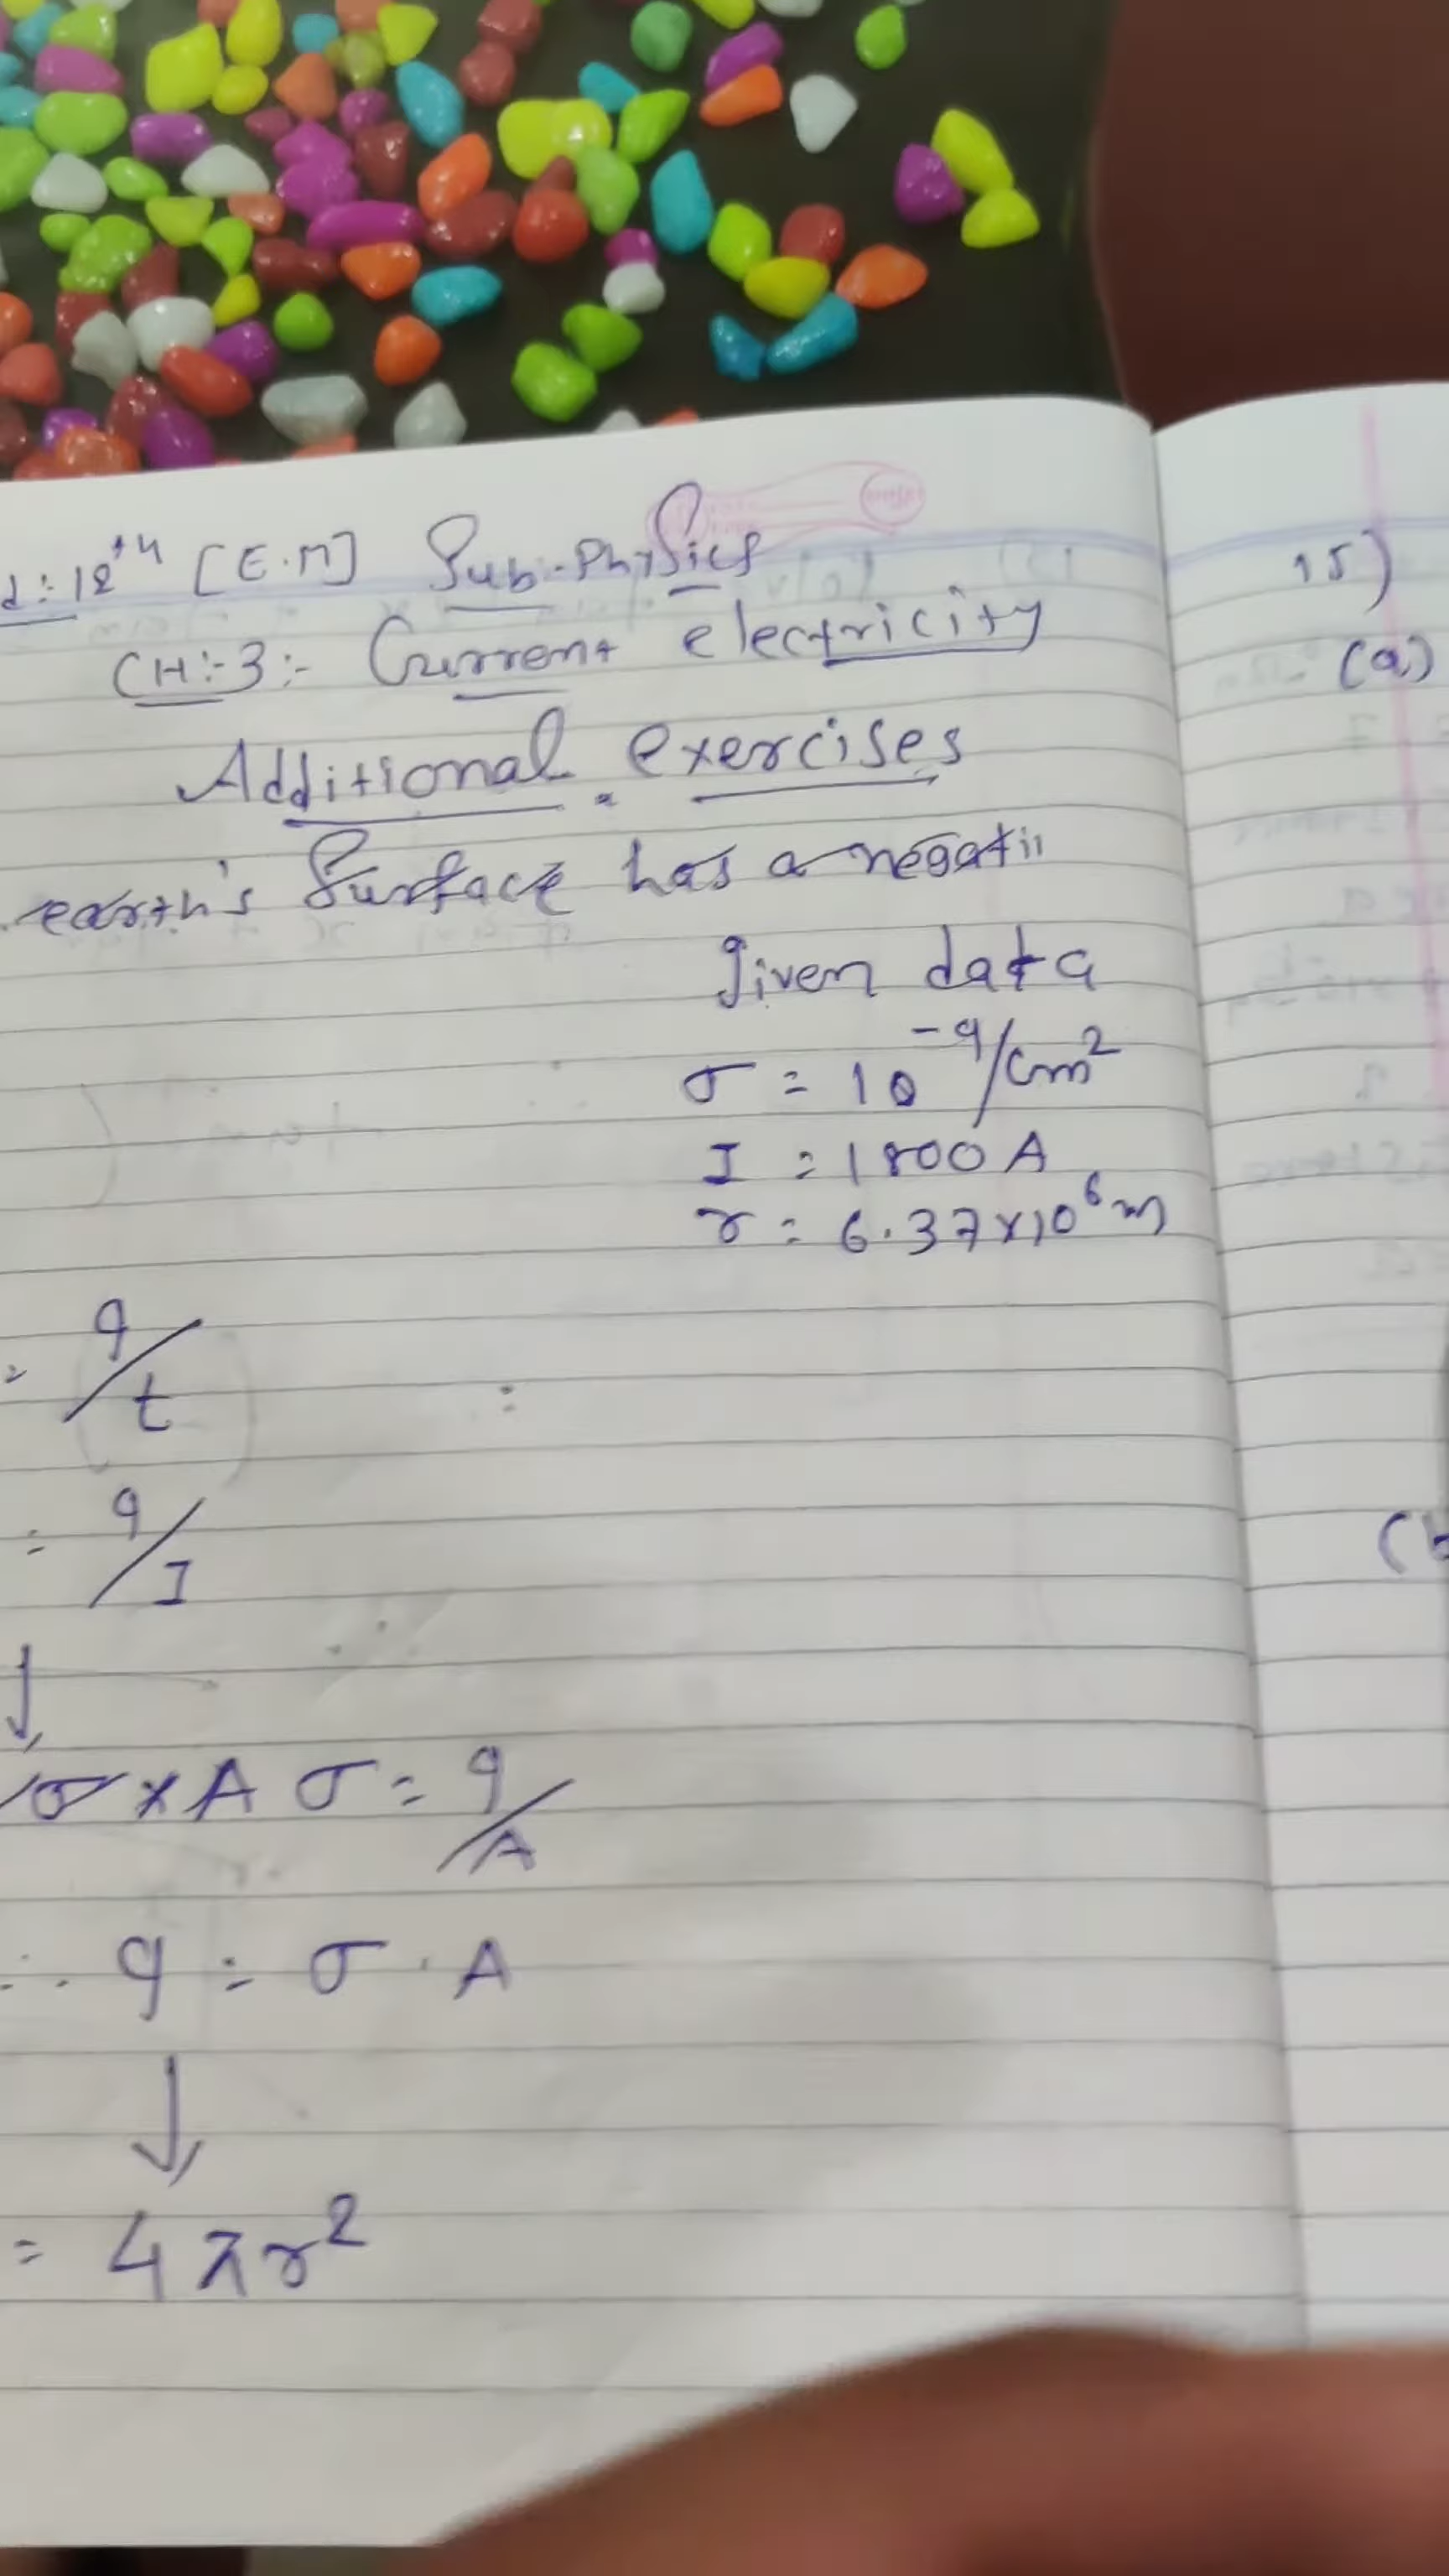 d:- 12th [E.M] Sub-Physics
CH:-3:- Current electricity
Additional exercises
earth's Surface has a negati
given data
σ = 10^-9/cm²
I = 1800 A
r = 6.37×10⁶ m
= q/t
= q/I
↓
σ × A σ = q/A
∴ q = σ · A
↓
= 4πr²
15)
(a)
(b